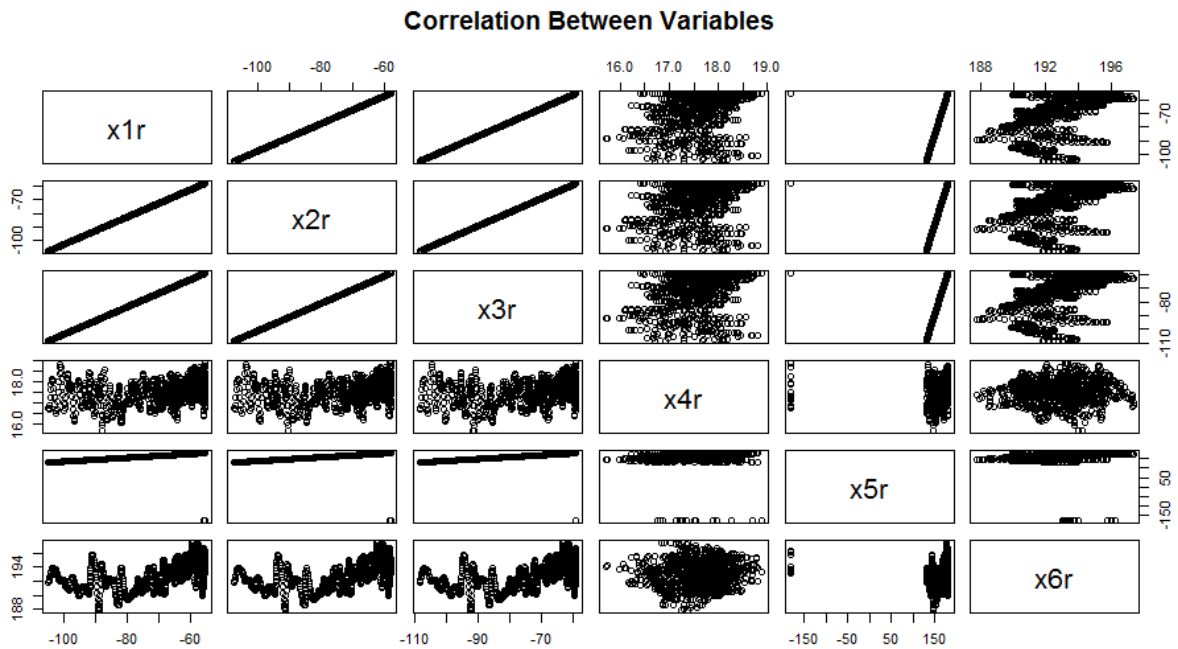 Correlation Between Variables
-100 -80 -60 16.0 17.0 18.0 19.0 188 192 196
x1r -100 -70
-100 -70 x2r
x3r -110 -80
16.0 18.0 x4r
x5r -150 50
188 194 x6r
-100 -80 -60 -110 -90 -70 -150 -50 50 150